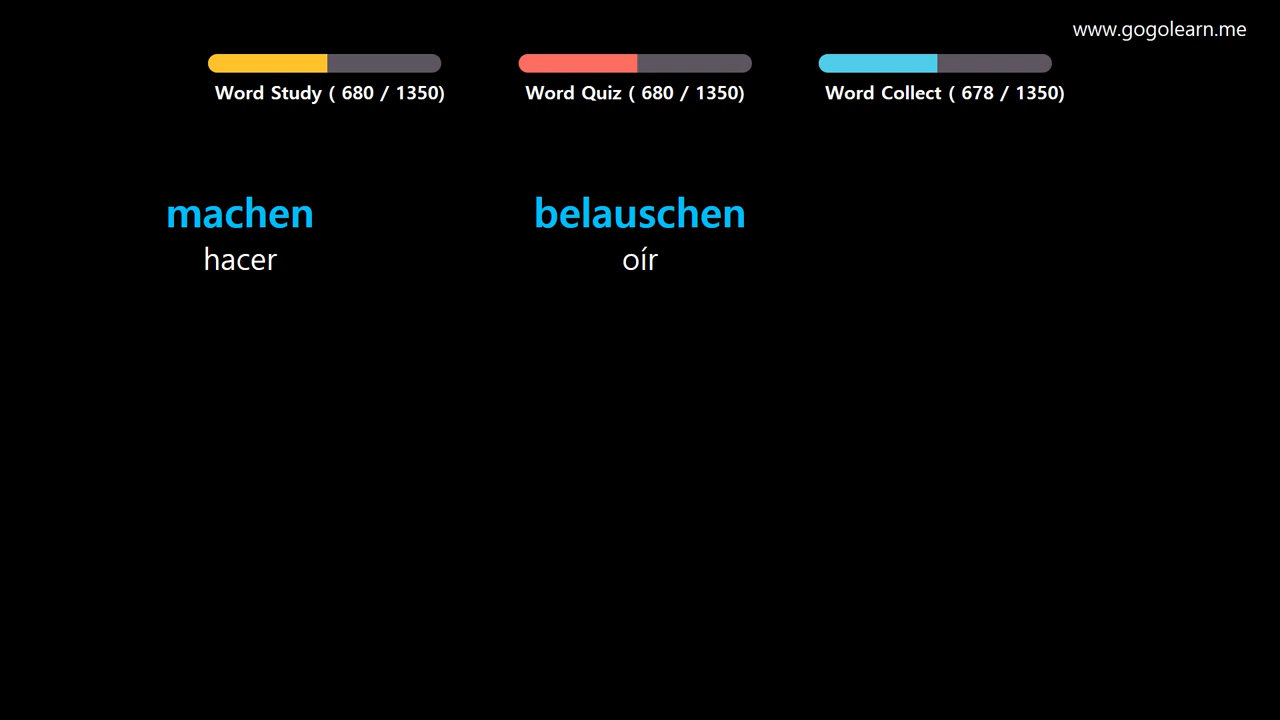 www.gogolearn.me
Word Study ( 680 / 1350)
Word Quiz ( 680 / 1350)
Word Collect ( 678 / 1350)
machen
hacer
belauschen
oír